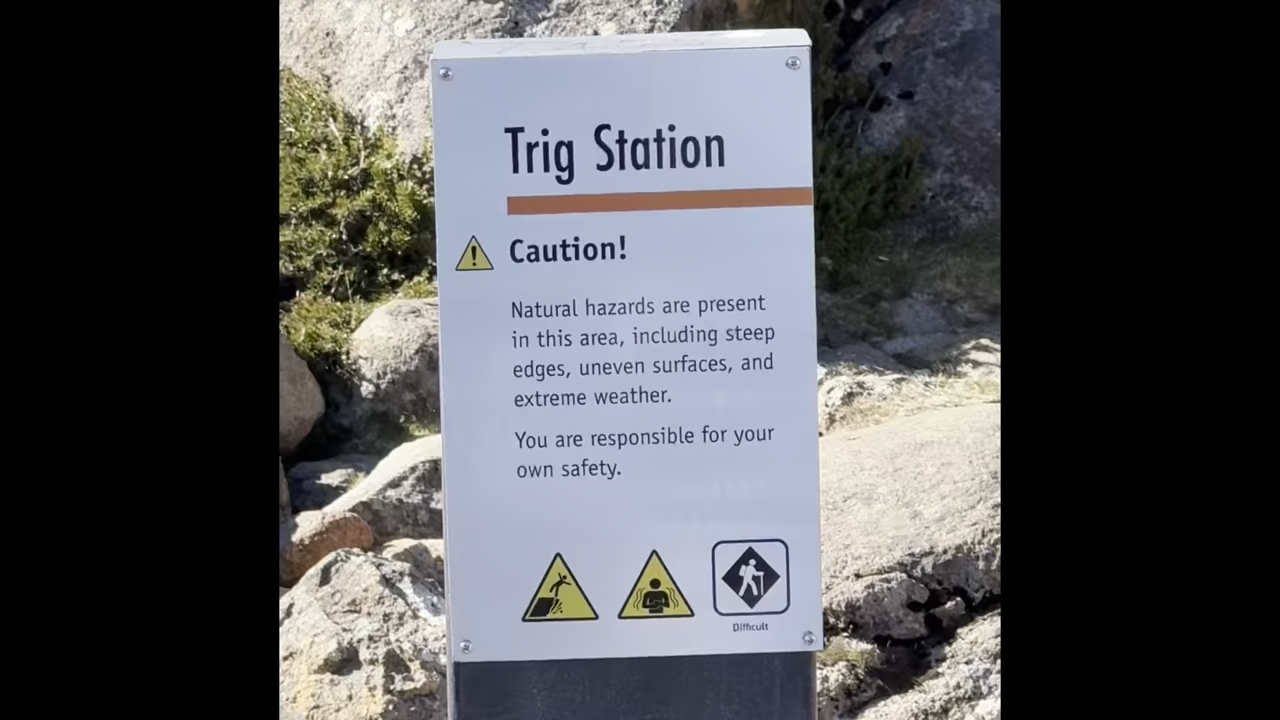 Trig Station
Caution!
Natural hazards are present
in this area, including steep
edges, uneven surfaces, and
extreme weather.
You are responsible for your
own safety.
Difficult